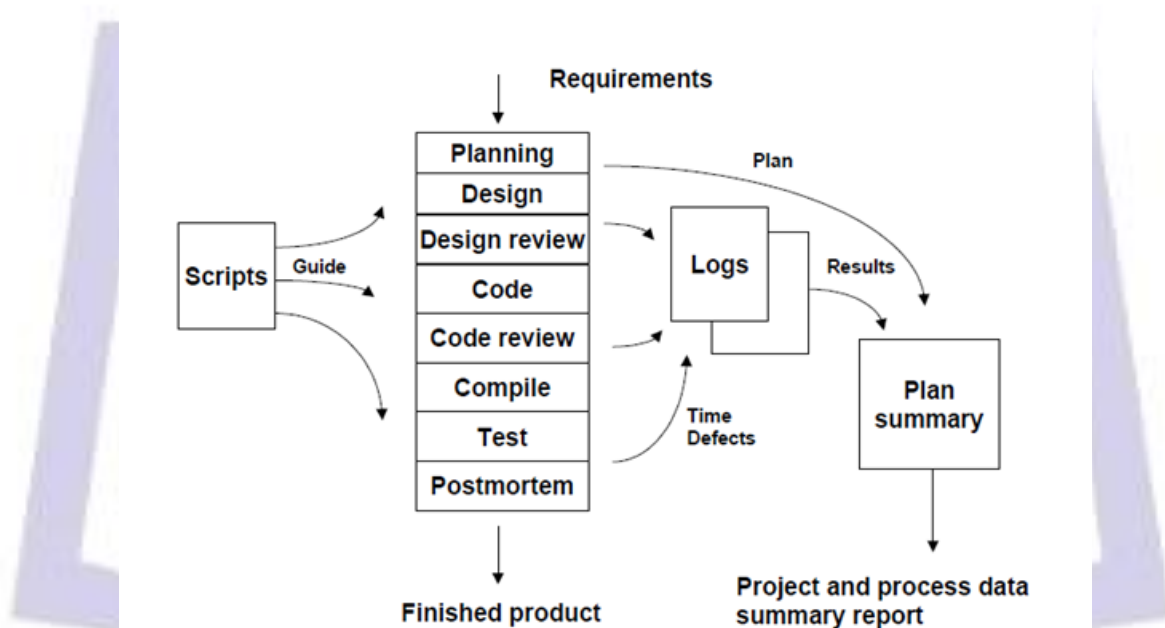 Requirements
Planning
Plan
Design
Design review
Logs
Scripts
Guide
Results
Code
Code review
Compile
Plan
summary
Time
Defects
Test
Postmortem
Finished product
Project and process data
summary report